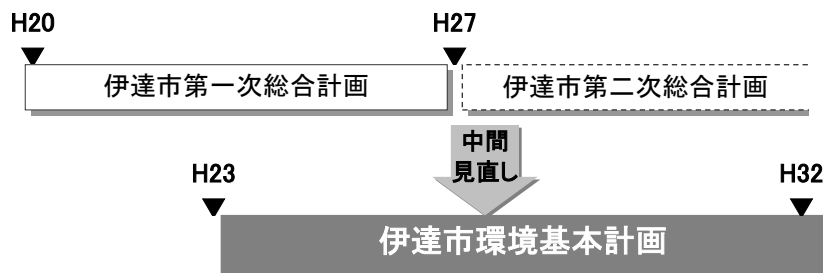 H20
H27
伊達市第一次総合計画
伊達市第二次総合計画
中間
見直し
H23
H32
伊達市環境基本計画